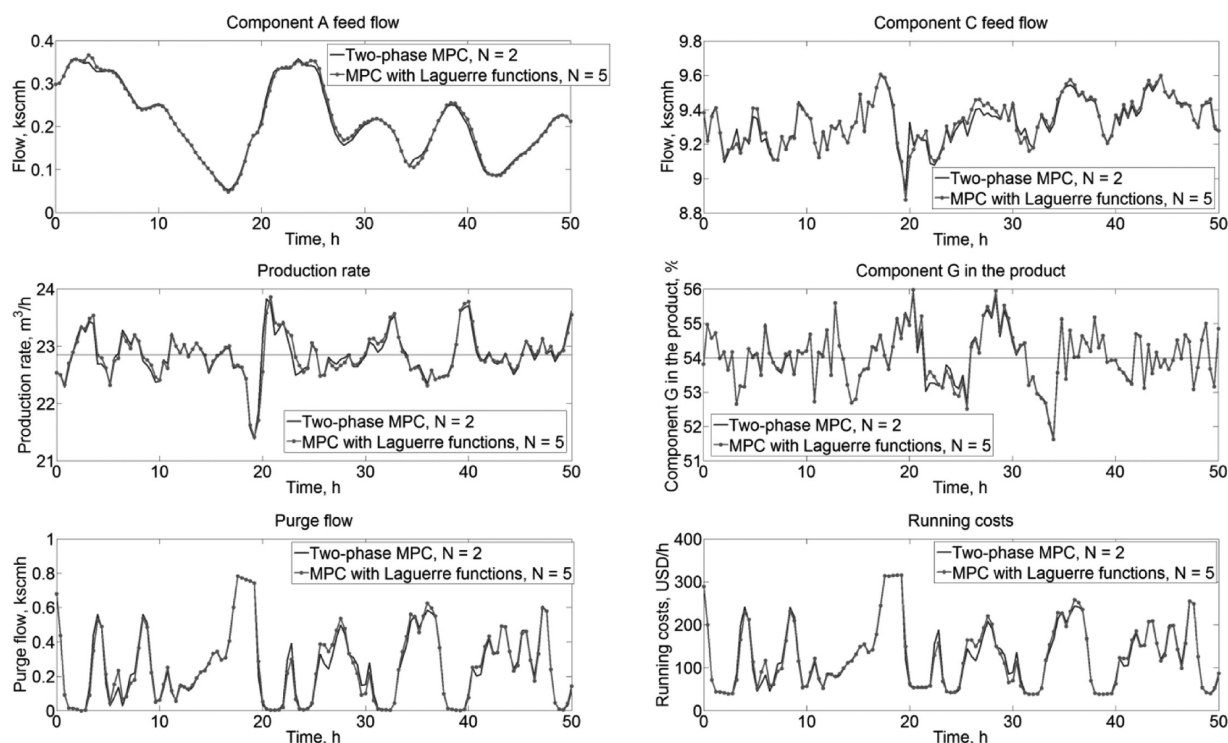 Component A feed flow
0.4
0.3
0.2
0.1
0
Flow, kscmh
Two-phase MPC, N = 2
MPC with Laguerre functions, N = 5
0 10 20 30 40 50
Time, h
Component C feed flow
9.8
9.6
9.4
9.2
9
8.8
Flow, kscmh
Two-phase MPC, N = 2
MPC with Laguerre functions, N = 5
0 10 20 30 40 50
Time, h
Production rate
24
23
22
21
Production rate, m³/h
Two-phase MPC, N = 2
MPC with Laguerre functions, N = 5
0 10 20 30 40 50
Time, h
Component G in the product
56
55
54
53
52
51
Component G in the product, %
Two-phase MPC, N = 2
MPC with Laguerre functions, N = 5
0 10 20 30 40 50
Time, h
Purge flow
1
0.8
0.6
0.4
0.2
0
Purge flow, kscmh
Two-phase MPC, N = 2
MPC with Laguerre functions, N = 5
0 10 20 30 40 50
Time, h
Running costs
400
300
200
100
0
Running costs, USD/h
Two-phase MPC, N = 2
MPC with Laguerre functions, N = 5
0 10 20 30 40 50
Time, h